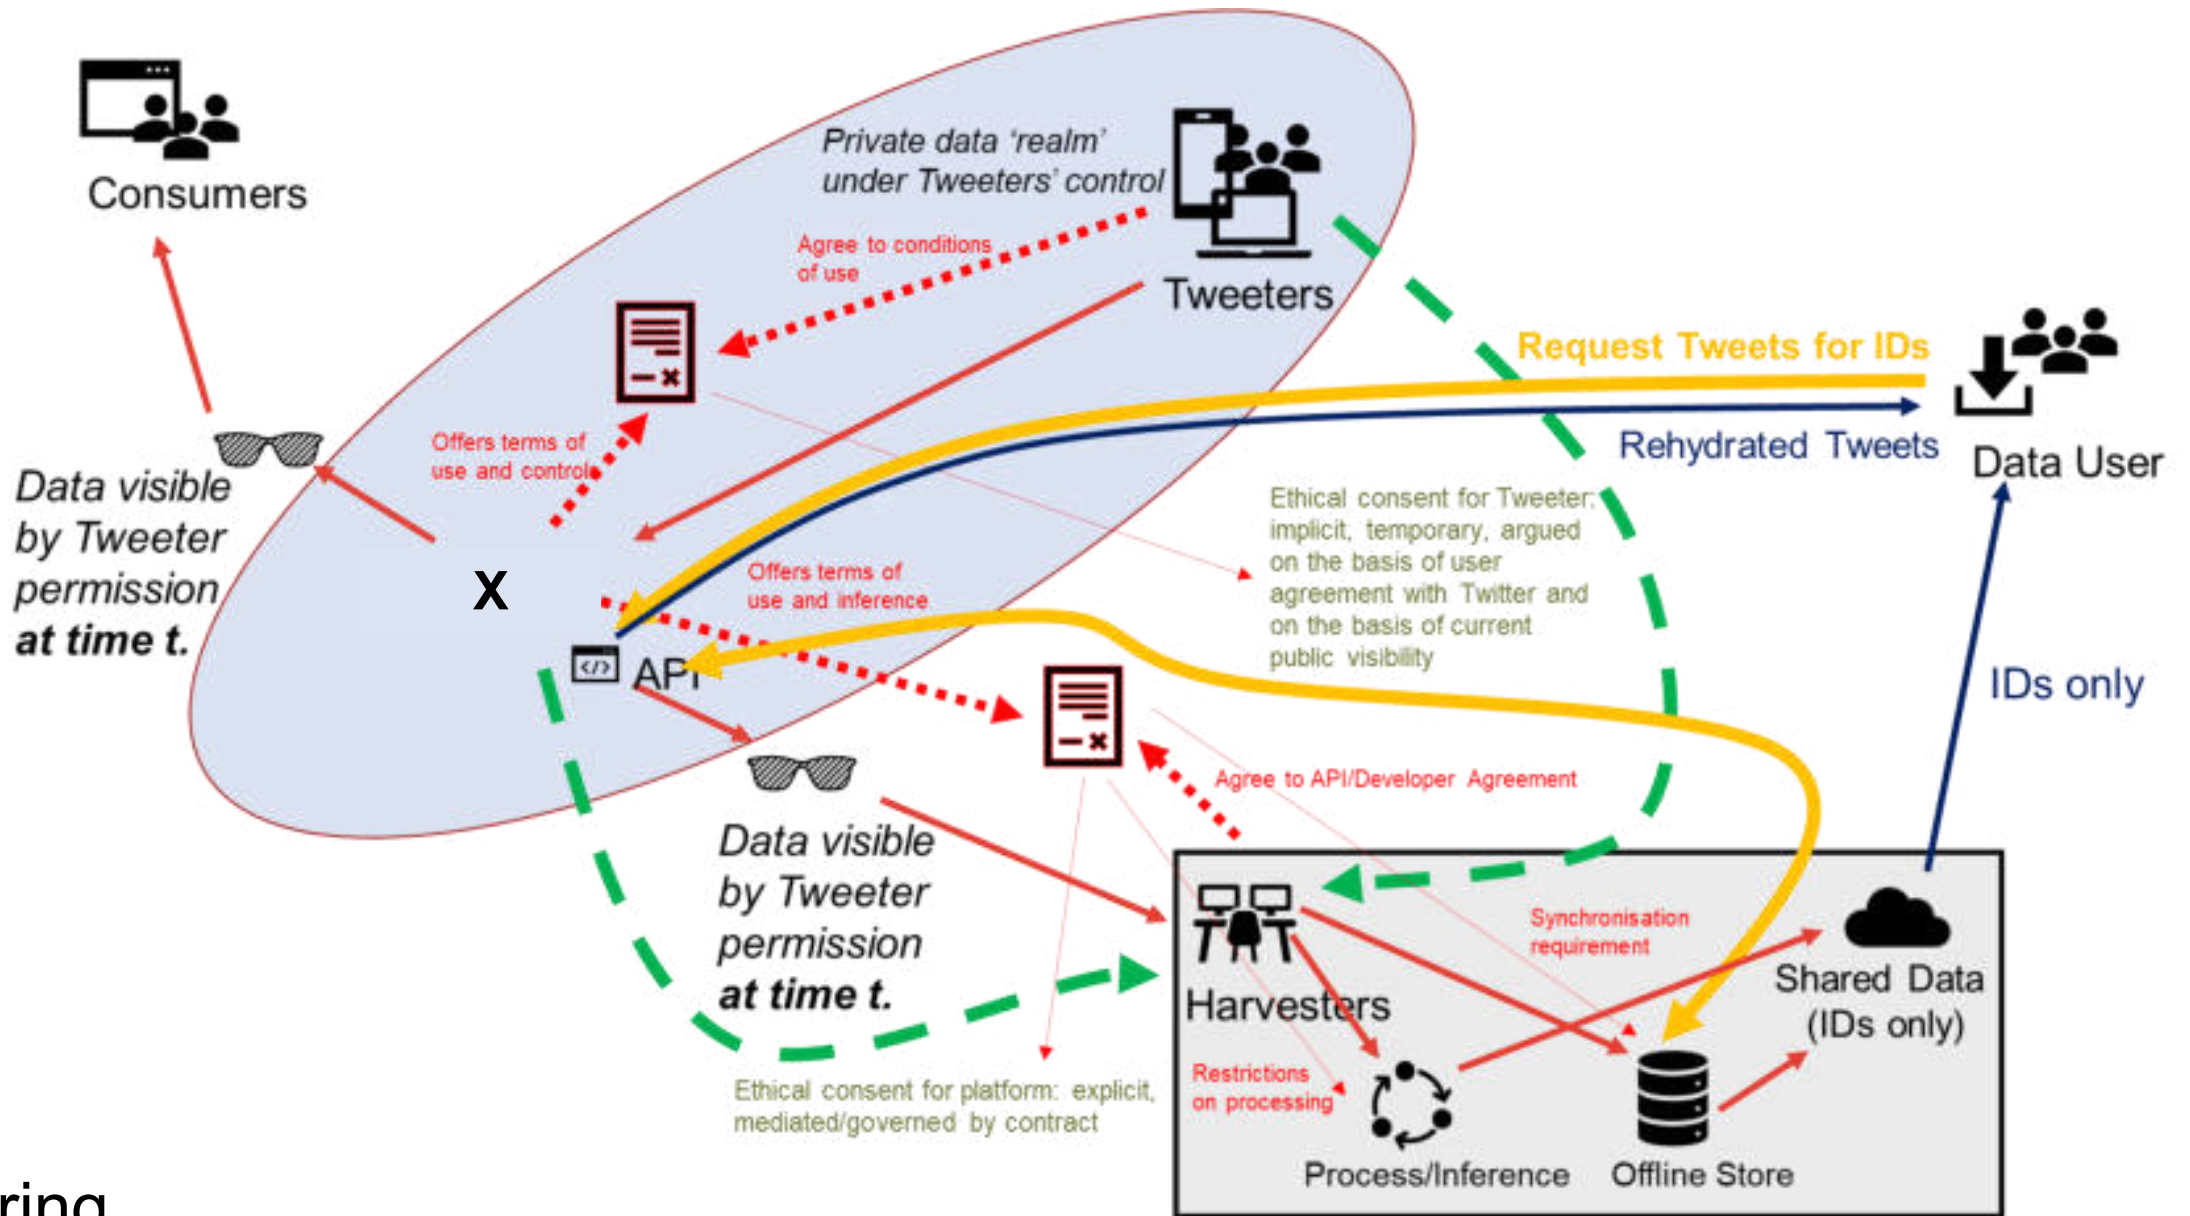 Consumers
Private data ‘realm’
under Tweeters’ control
Tweeters
Agree to conditions
of use
Offers terms of
use and controls
Data visible
by Tweeter
permission
at time t.
X
</> API
Offers terms of
use and inference
Request Tweets for IDs
Rehydrated Tweets
Data User
IDs only
Ethical consent for Tweeter:
implicit, temporary, argued
on the basis of user
agreement with Twitter and
on the basis of current
public visibility
Agree to API/Developer Agreement
Data visible
by Tweeter
permission
at time t.
Ethical consent for platform: explicit,
mediated/governed by contract
Harvesters
Synchronisation
requirement
Shared Data
(IDs only)
Restrictions
on processing
Process/Inference
Offline Store
ring